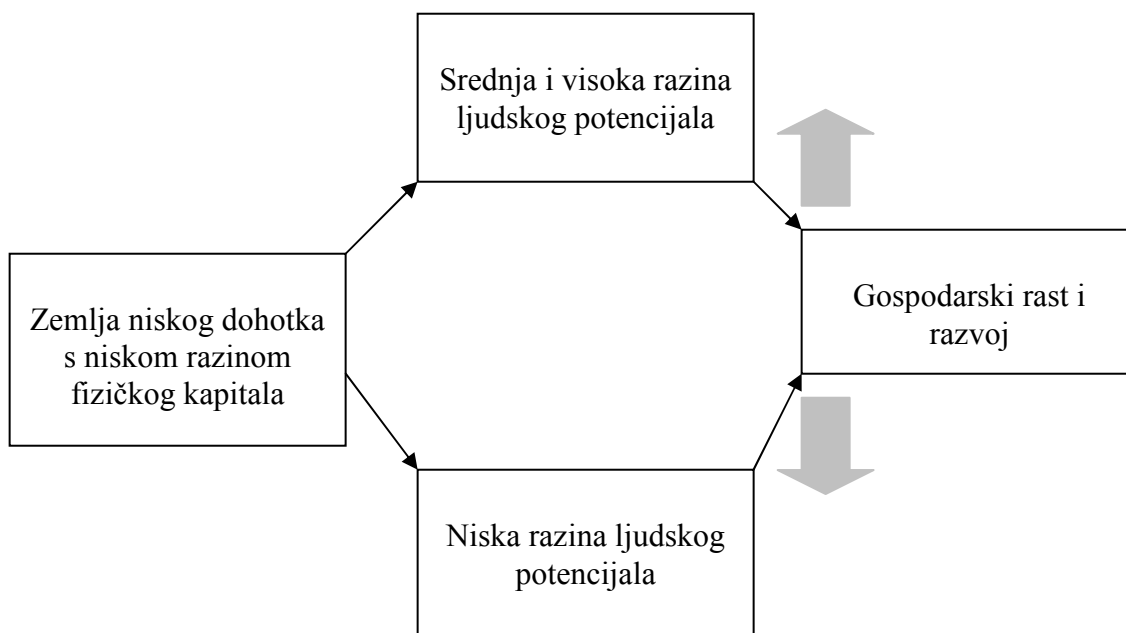 Srednja i visoka razina
ljudskog potencijala
Zemlja niskog dohotka
s niskom razinom
fizičkog kapitala
Gospodarski rast i
razvoj
Niska razina ljudskog
potencijala